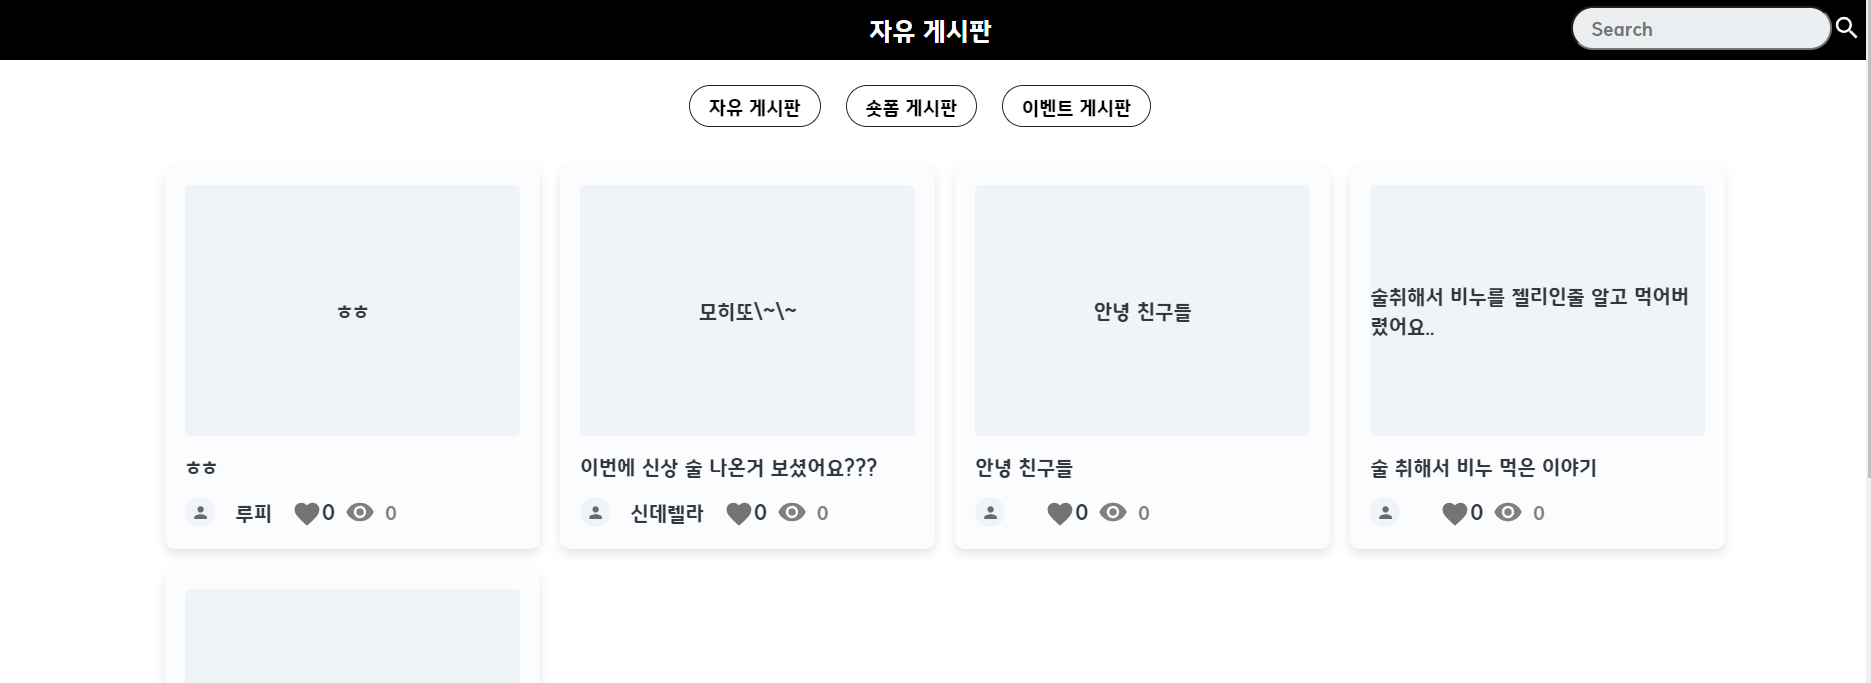 자유 게시판
Search
자유 게시판
숏폼 게시판
이벤트 게시판
ㅎㅎ
ㅎㅎ
루피 0 0
모히또\~\~
이번에 신상 술 나온거 보셨어요???
신데렐라 0 0
안녕 친구들
안녕 친구들
0 0
술취해서 비누를 젤리인줄 알고 먹어버
렸어요..
술 취해서 비누 먹은 이야기
0 0